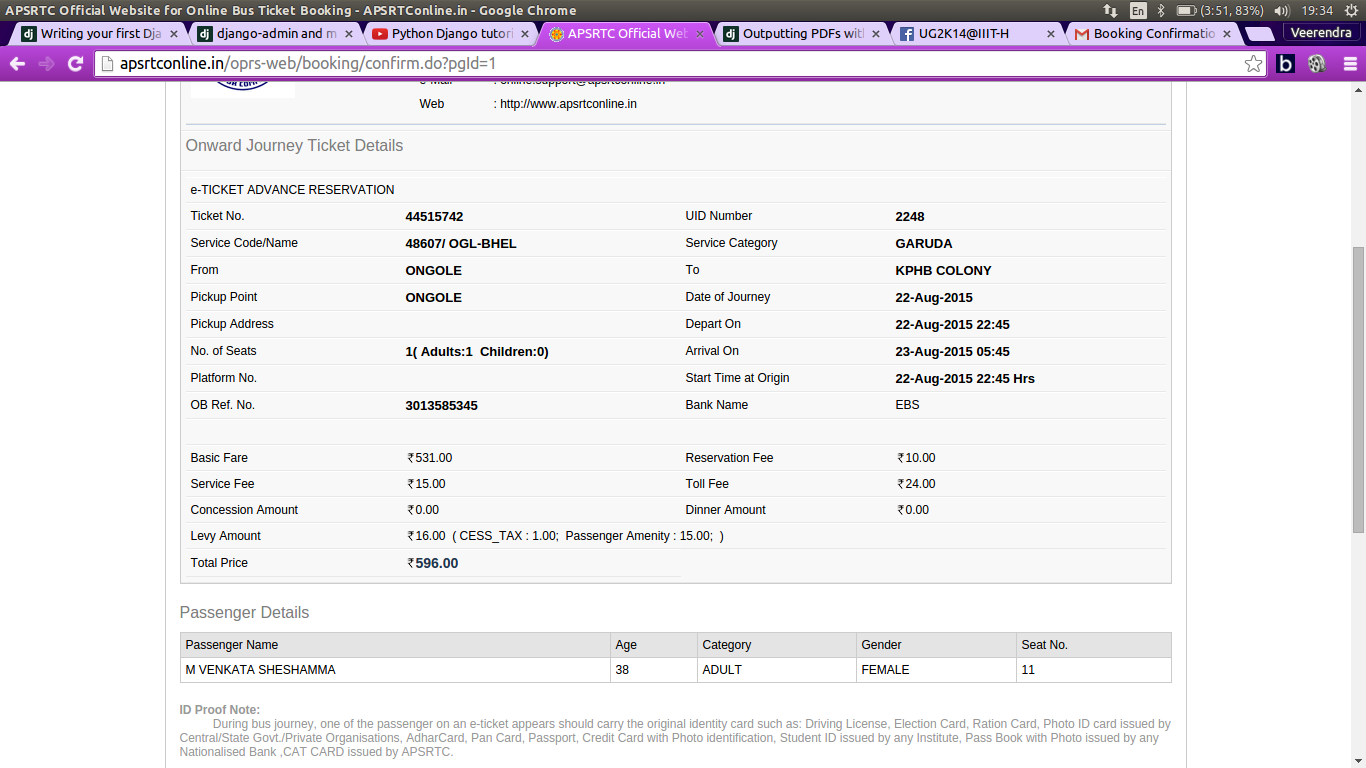 APSRTC Official Website for Online Bus Ticket Booking - APSRTConline.in - Google Chrome En (3:51, 83%) 19:34
Writing your first Dja django-admin and m Python Django tutori APSRTC Official Web Outputting PDFs wit UG2K14@IIIT-H Booking Confirmatio Veerendra
apsrtconline.in/oprs-web/booking/confirm.do?pgId=1
e-Mail : online.support@apsrtconline.in
Web : http://www.apsrtconline.in
Onward Journey Ticket Details
e-TICKET ADVANCE RESERVATION
Ticket No. 44515742 UID Number 2248
Service Code/Name 48607/ OGL-BHEL Service Category GARUDA
From ONGOLE To KPHB COLONY
Pickup Point ONGOLE Date of Journey 22-Aug-2015
Pickup Address Depart On 22-Aug-2015 22:45
No. of Seats 1( Adults:1 Children:0) Arrival On 23-Aug-2015 05:45
Platform No. Start Time at Origin 22-Aug-2015 22:45 Hrs
OB Ref. No. 3013585345 Bank Name EBS
Basic Fare ₹531.00 Reservation Fee ₹10.00
Service Fee ₹15.00 Toll Fee ₹24.00
Concession Amount ₹0.00 Dinner Amount ₹0.00
Levy Amount ₹16.00 ( CESS_TAX : 1.00; Passenger Amenity : 15.00; )
Total Price ₹596.00
Passenger Details
Passenger Name Age Category Gender Seat No.
M VENKATA SHESHAMMA 38 ADULT FEMALE 11
ID Proof Note:
During bus journey, one of the passenger on an e-ticket appears should carry the original identity card such as: Driving License, Election Card, Ration Card, Photo ID card issued by
Central/State Govt./Private Organisations, AdharCard, Pan Card, Passport, Credit Card with Photo identification, Student ID issued by any Institute, Pass Book with Photo issued by any
Nationalised Bank ,CAT CARD issued by APSRTC.